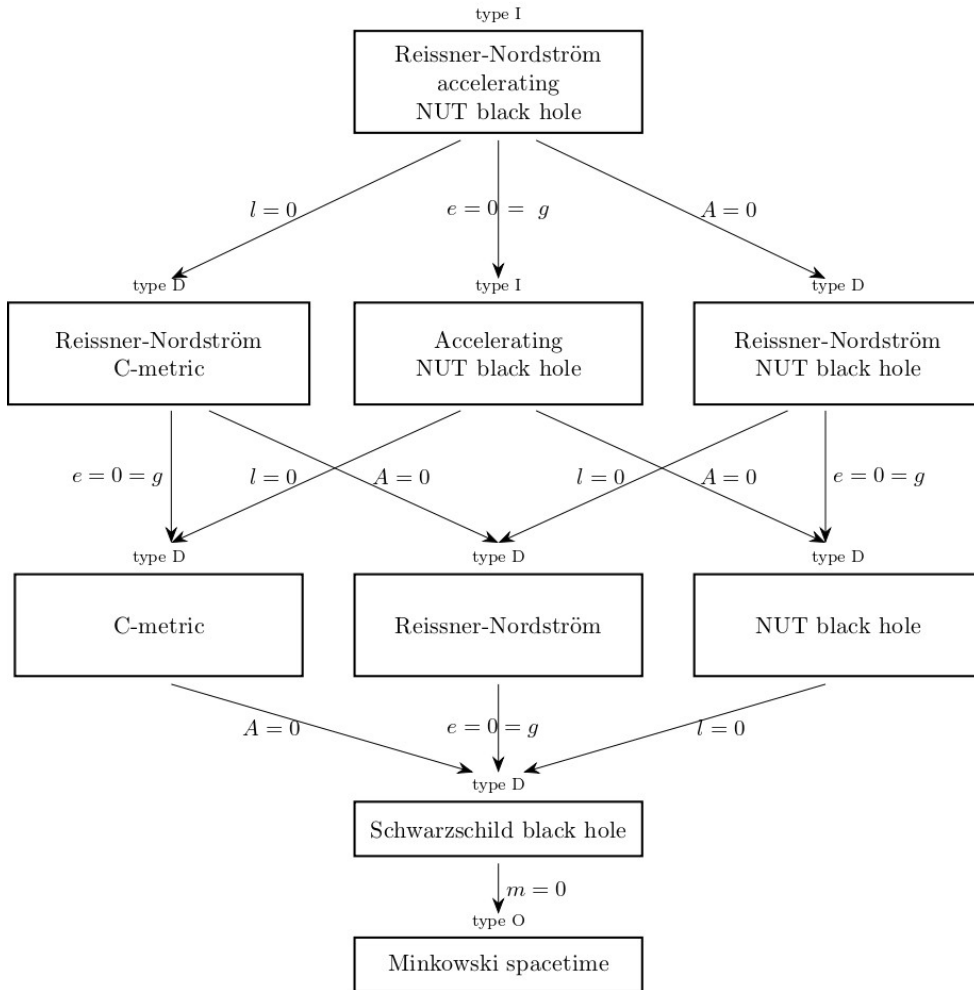 type I
Reissner-Nordström
accelerating
NUT black hole
l = 0
e = 0 = g
A = 0
type D
type I
type D
Reissner-Nordström
C-metric
Accelerating
NUT black hole
Reissner-Nordström
NUT black hole
e = 0 = g
l = 0
A = 0
l = 0
A = 0
e = 0 = g
type D
type D
type D
C-metric
Reissner-Nordström
NUT black hole
A = 0
e = 0 = g
l = 0
type D
Schwarzschild black hole
m = 0
type O
Minkowski spacetime